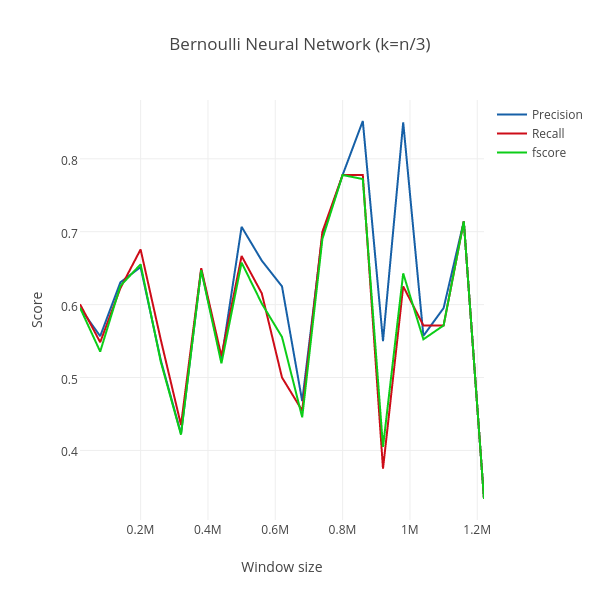 Bernoulli Neural Network (k=n/3)
Precision
Recall
fscore
0.8
0.7
0.6
0.5
0.4
Score
0.2M
0.4M
0.6M
0.8M
1M
1.2M
Window size